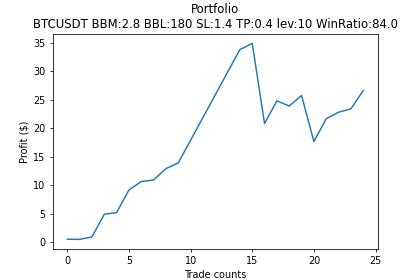 Portfolio
BTCUSDT BBM:2.8 BBL:180 SL:1.4 TP:0.4 lev:10 WinRatio:84.0
35
30
25
20
15
10
5
0
Profit ($)
0 5 10 15 20 25
Trade counts